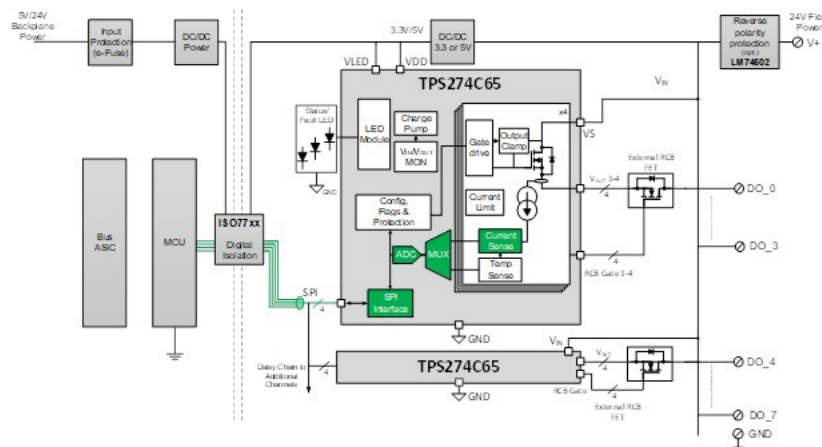 5V/24V
Backplane
Power
Input
Protection
(e-Fuse)
DC/DC
Power
3.3V/5V
DC/DC
3.3 or 5V
Reverse
polarity
protection
(opt.)
LM74502
24V Fie
Power
V+
VLED
VDD
TPS274C65
VIN
VS
Status/
Fault LED
GND
LED
Module
Charge
Pump
VIN/VOUT
MON
x4
Gate
drive
Output
Clamp
Current
Limit
Config,
Flags &
Protection
ADC
MUX
Current
Sense
Temp
Sense
SPI
Interface
VOUT 1-4
4
External RCB
FET
DO_0
DO_3
RCB Gate 1-4
4
Bus
ASIC
MCU
ISO77xx
Digital
Isolation
SPI
4
GND
VIN
Daisy Chain to
Additional
Channels
4
TPS274C65
GND
VOUT
4
RCB Gate
4
External RCB
FET
DO_4
DO_7
GND